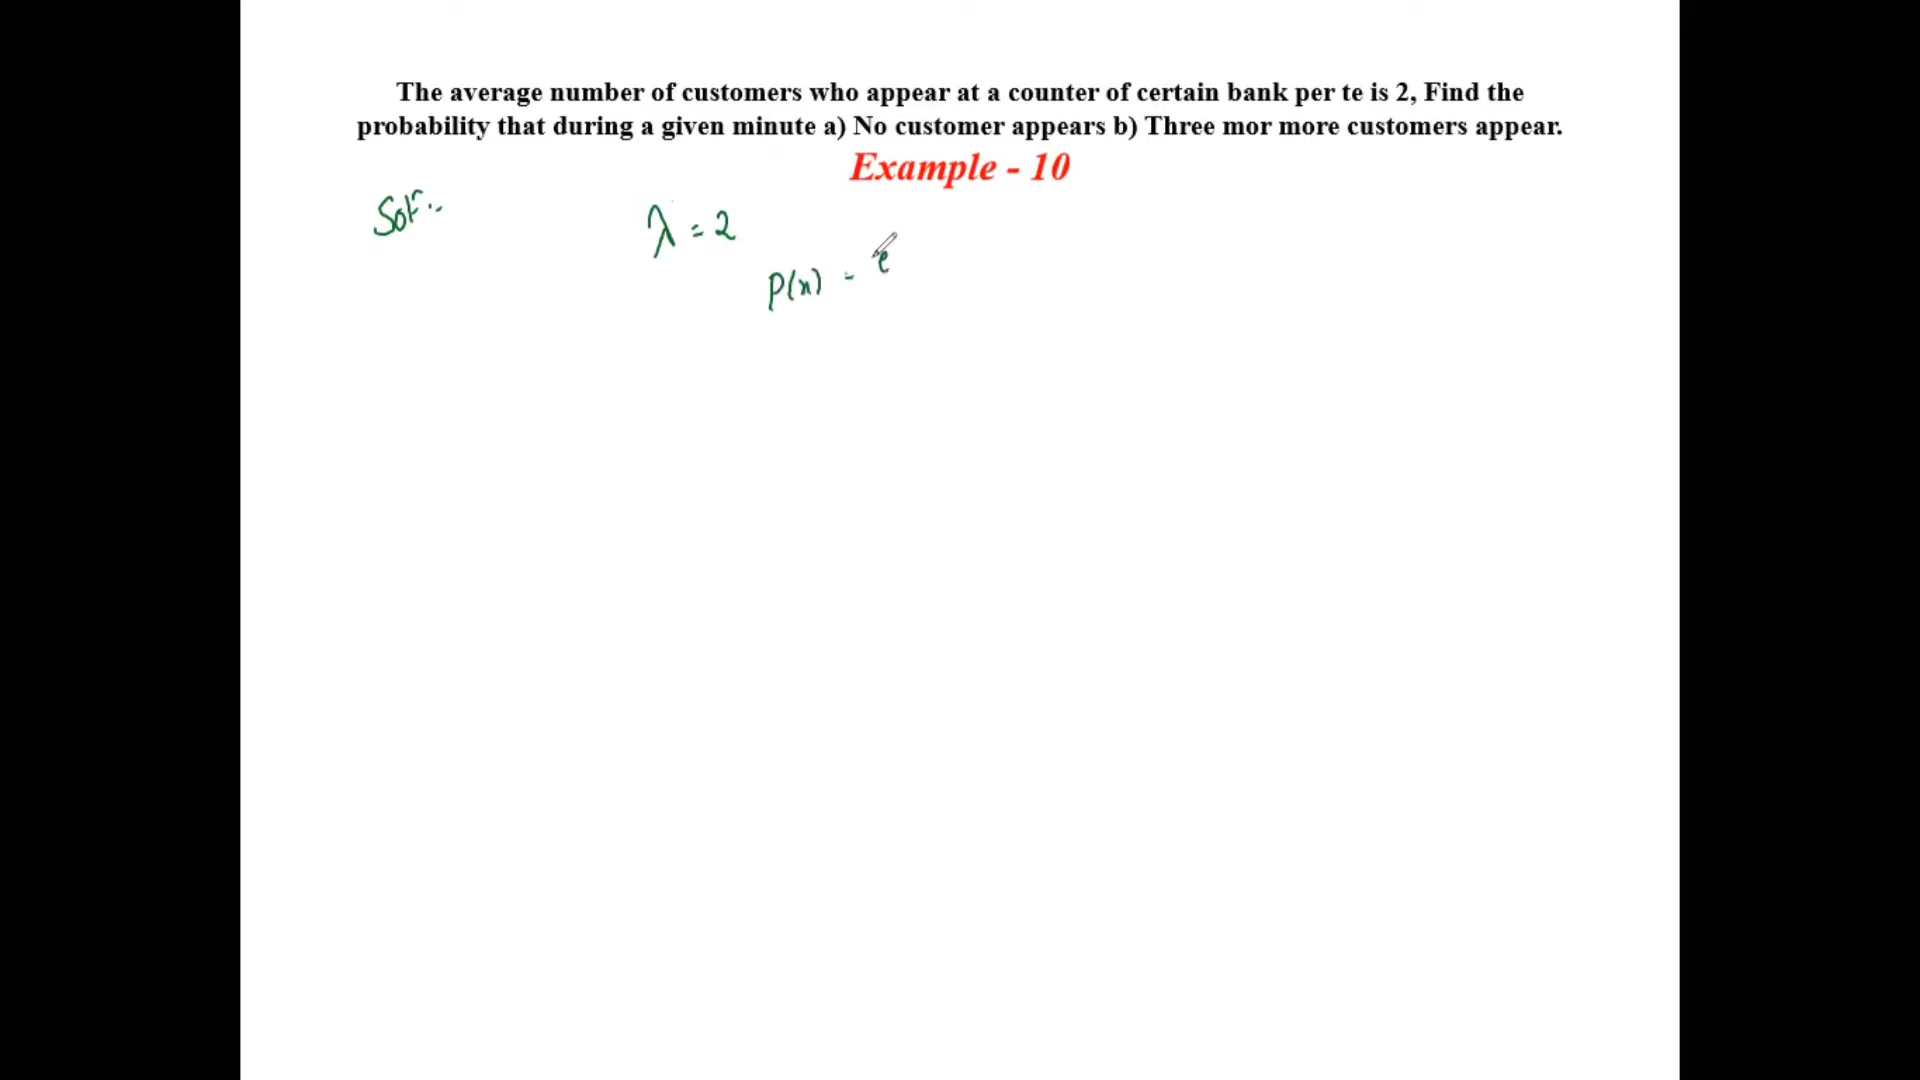 The average number of customers who appear at a counter of certain bank per te is 2, Find the
probability that during a given minute a) No customer appears b) Three mor more customers appear.
Example - 10
Solⁿ:-
λ = 2
P(x) = e